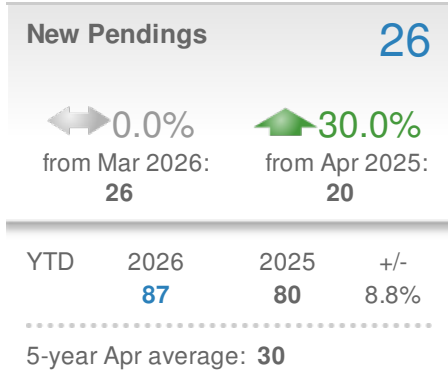 New Pendings 26
0.0% 30.0%
from Mar 2026: from Apr 2025:
26 20
YTD 2026 2025 +/-
87 80 8.8%
5-year Apr average: 30